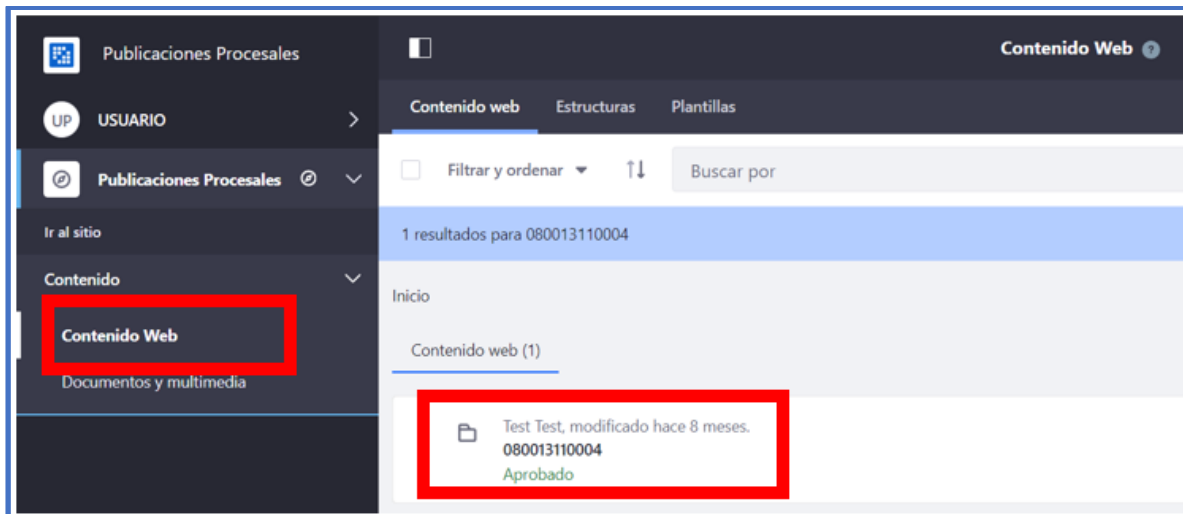 Publicaciones Procesales
UP USUARIO
Publicaciones Procesales
Ir al sitio
Contenido
Contenido Web
Documentos y multimedia
Contenido Web ?
Contenido web Estructuras Plantillas
Filtrar y ordenar Buscar por
1 resultados para 080013110004
Inicio
Contenido web (1)
Test Test, modificado hace 8 meses.
080013110004
Aprobado